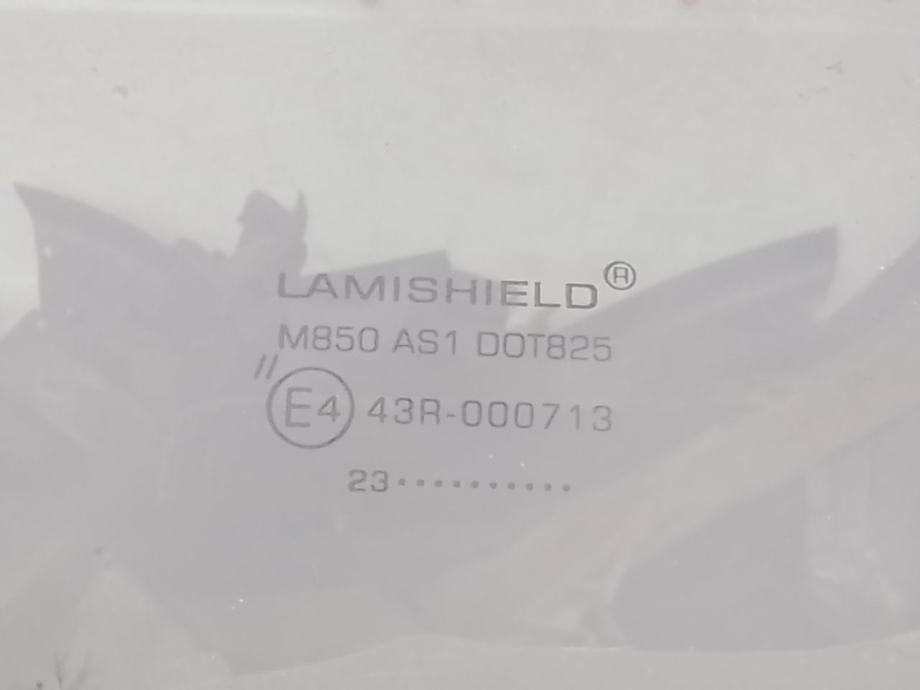 LAMISHIELD®
M850 AS1 DOT825
//
E4 43R-000713
23··········